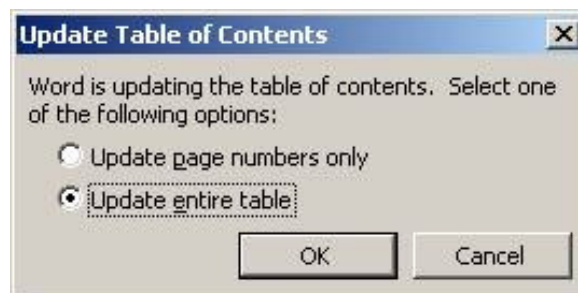 Update Table of Contents
Word is updating the table of contents. Select one
of the following options:
Update page numbers only
Update entire table
OK
Cancel